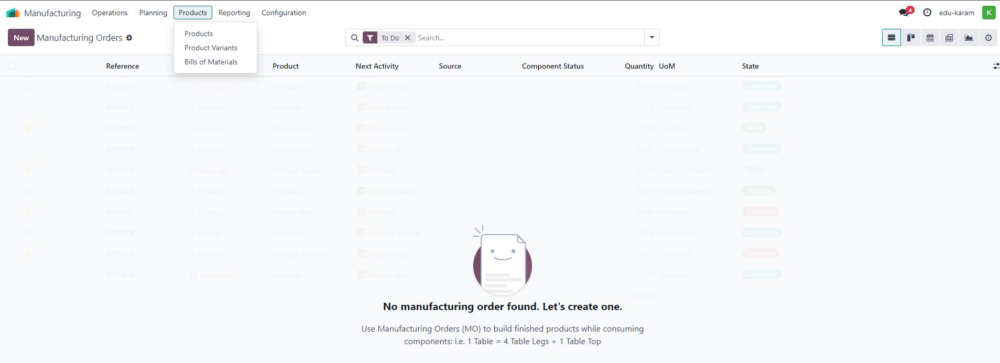 Manufacturing Operations Planning Products Reporting Configuration 4 edu-karam K
New Manufacturing Orders To Do Search...
Products
Product Variants
Bills of Materials
Reference Product Next Activity Source Component Status Quantity UoM State
REF0001 20 days ago In massa Integer vitae 34.56 In massa Confirmed
REF0002 In 36 days In massa Viverra nam 3.74 Laoreet id Confirmed
REF0003 Tomorrow Integer vitae Integer vitae 87.84 Laoreet id Done
REF0004 In 41 days Viverra nam Laoreet id 12.93 Integer vitae Confirmed
REF0005 41 days ago Volutpat blandit In massa 16.29 Volutpat blandit Draft
REF0006 In 13 days In massa Volutpat blandit 60.89 Volutpat blandit To Close
REF0007 In 11 days Integer vitae In massa 68.96 In massa Cancelled
REF0008 In 16 days Laoreet id Volutpat blandit 79.06 Viverra nam Confirmed
REF0009 In 10 days Volutpat blandit Integer vitae 16.71 Laoreet id Cancelled
REF0010 25 days ago In massa Integer vitae 8.17 In massa Confirmed
389.15
No manufacturing order found. Let's create one.
Use Manufacturing Orders (MO) to build finished products while consuming
components: i.e. 1 Table = 4 Table Legs + 1 Table Top